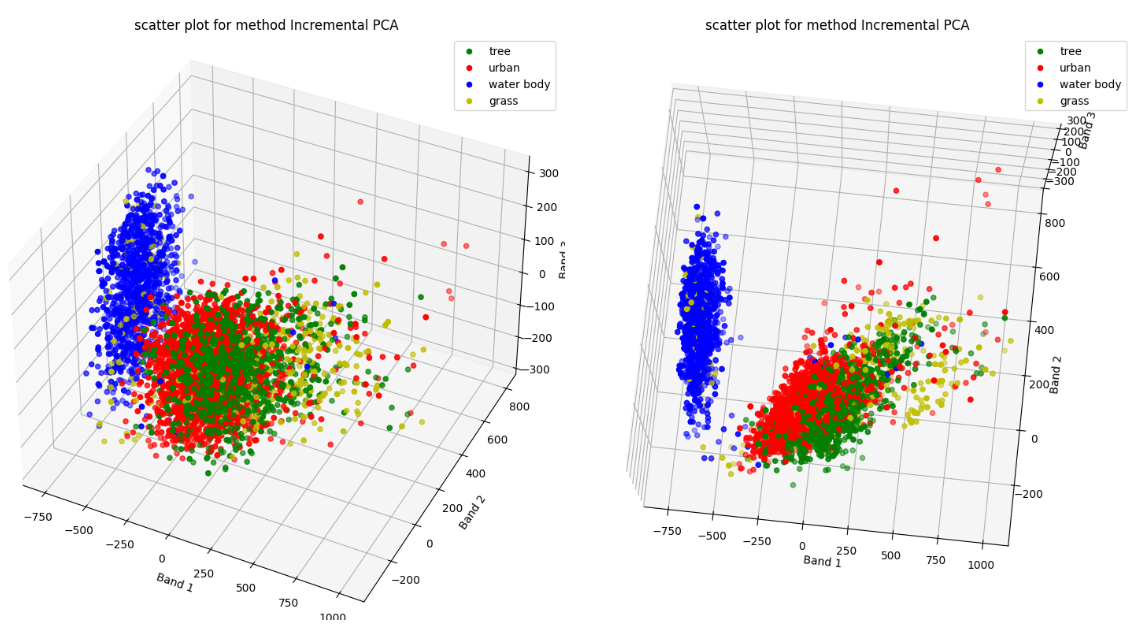 scatter plot for method Incremental PCA
tree
urban
water body
grass
300
200
100
0
−100
−200
−300
Band 3
800
600
400
200
0
−200
Band 2
−750
−500
−250
0
250
500
750
1000
Band 1
scatter plot for method Incremental PCA
tree
urban
water body
grass
300
200
100
0
−100
−200
−300
Band 3
800
600
400
200
0
−200
Band 2
−750
−500
−250
0
250
500
750
1000
Band 1